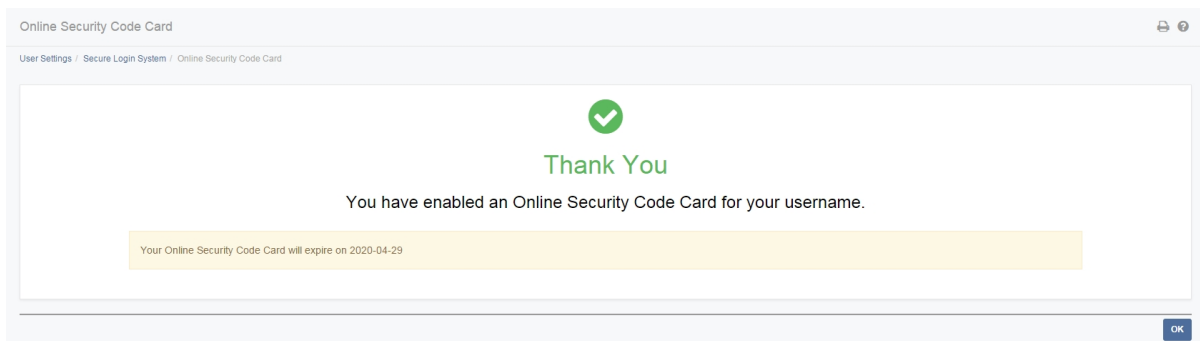 Online Security Code Card
User Settings / Secure Login System / Online Security Code Card
Thank You
You have enabled an Online Security Code Card for your username.
Your Online Security Code Card will expire on 2020-04-29
OK